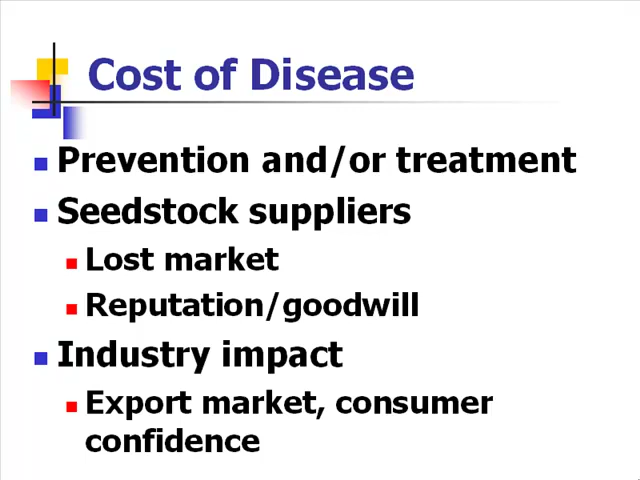 Cost of Disease
Prevention and/or treatment
Seedstock suppliers
Lost market
Reputation/goodwill
Industry impact
Export market, consumer
confidence